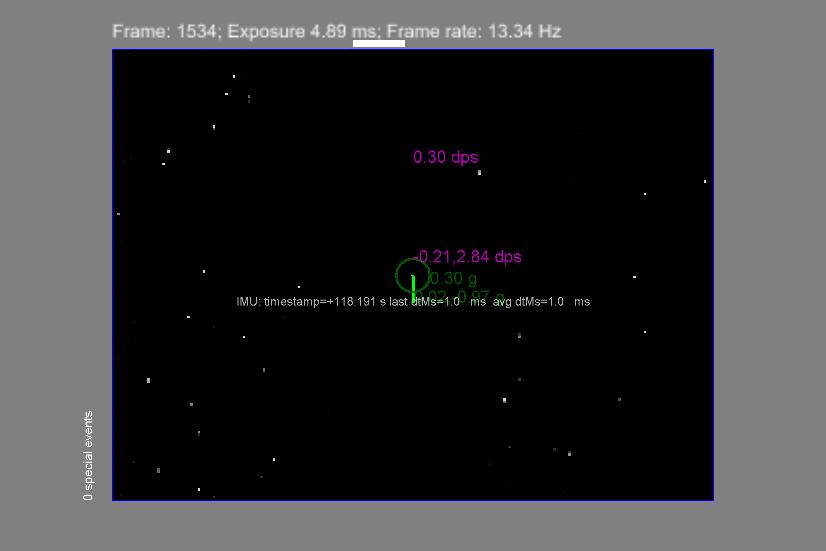 Frame: 1534; Exposure 4.89 ms; Frame rate: 13.34 Hz
0.30 dps
-0.21,2.84 dps
0.30 g
IMU: timestamp=+118.191 s last dtMs=1.0 ms avg dtMs=1.0 ms
0 special events